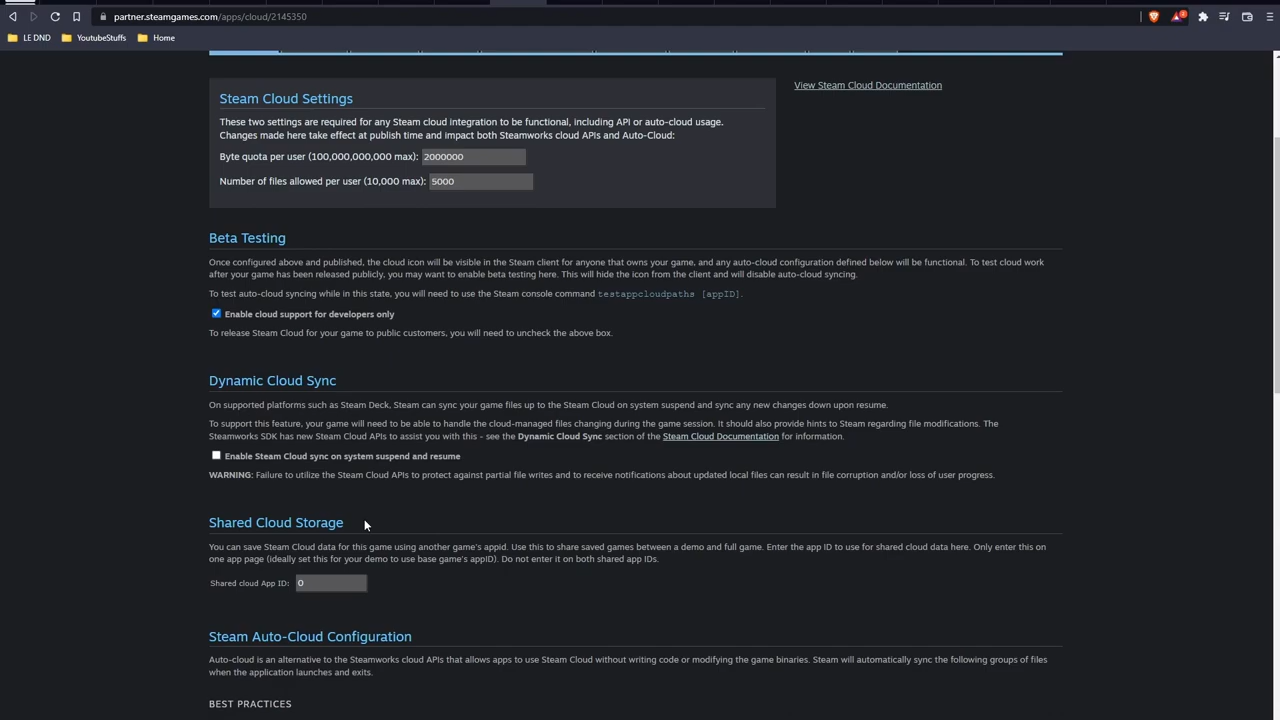 partner.steamgames.com/apps/cloud/2145350
LE DND
YoutubeStuffs
Home
Steam Cloud Settings
View Steam Cloud Documentation
These two settings are required for any Steam cloud integration to be functional, including API or auto-cloud usage.
Changes made here take effect at publish time and impact both Steamworks cloud APIs and Auto-Cloud:
Byte quota per user (100,000,000,000 max): 2000000
Number of files allowed per user (10,000 max): 5000
Beta Testing
Once configured above and published, the cloud icon will be visible in the Steam client for anyone that owns your game, and any auto-cloud configuration defined below will be functional. To test cloud work
after your game has been released publicly, you may want to enable beta testing here. This will hide the icon from the client and will disable auto-cloud syncing.
To test auto-cloud syncing while in this state, you will need to use the Steam console command testappcloudpaths [appID].
Enable cloud support for developers only
To release Steam Cloud for your game to public customers, you will need to uncheck the above box.
Dynamic Cloud Sync
On supported platforms such as Steam Deck, Steam can sync your game files up to the Steam Cloud on system suspend and sync any new changes down upon resume.
To support this feature, your game will need to be able to handle the cloud-managed files changing during the game session. It should also provide hints to Steam regarding file modifications. The
Steamworks SDK has new Steam Cloud APIs to assist you with this - see the Dynamic Cloud Sync section of the Steam Cloud Documentation for information.
Enable Steam Cloud sync on system suspend and resume
WARNING: Failure to utilize the Steam Cloud APIs to protect against partial file writes and to receive notifications about updated local files can result in file corruption and/or loss of user progress.
Shared Cloud Storage
You can save Steam Cloud data for this game using another game's appid. Use this to share saved games between a demo and full game. Enter the app ID to use for shared cloud data here. Only enter this on
one app page (ideally set this for your demo to use base game's appID). Do not enter it on both shared app IDs.
Shared cloud App ID: 0
Steam Auto-Cloud Configuration
Auto-cloud is an alternative to the Steamworks cloud APIs that allows apps to use Steam Cloud without writing code or modifying the game binaries. Steam will automatically sync the following groups of files
when the application launches and exits.
BEST PRACTICES